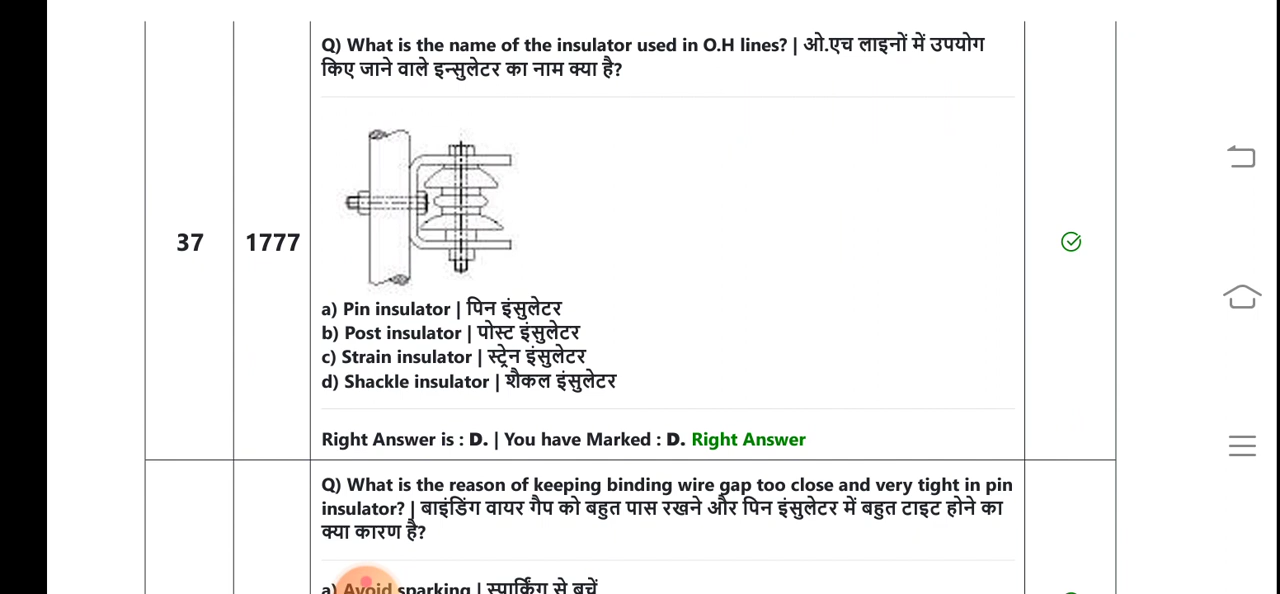 Q) What is the name of the insulator used in O.H lines? | ओ.एच लाइनों में उपयोग
किए जाने वाले इन्सुलेटर का नाम क्या है?
37
1777
a) Pin insulator | पिन इंसुलेटर
b) Post insulator | पोस्ट इंसुलेटर
c) Strain insulator | स्ट्रेन इंसुलेटर
d) Shackle insulator | शैकल इंसुलेटर
Right Answer is : D. | You have Marked : D. Right Answer
Q) What is the reason of keeping binding wire gap too close and very tight in pin
insulator? | बाइंडिंग वायर गैप को बहुत पास रखने और पिन इंसुलेटर में बहुत टाइट होने का
क्या कारण है?
a) Avoid sparking | स्पार्किंग से बचें